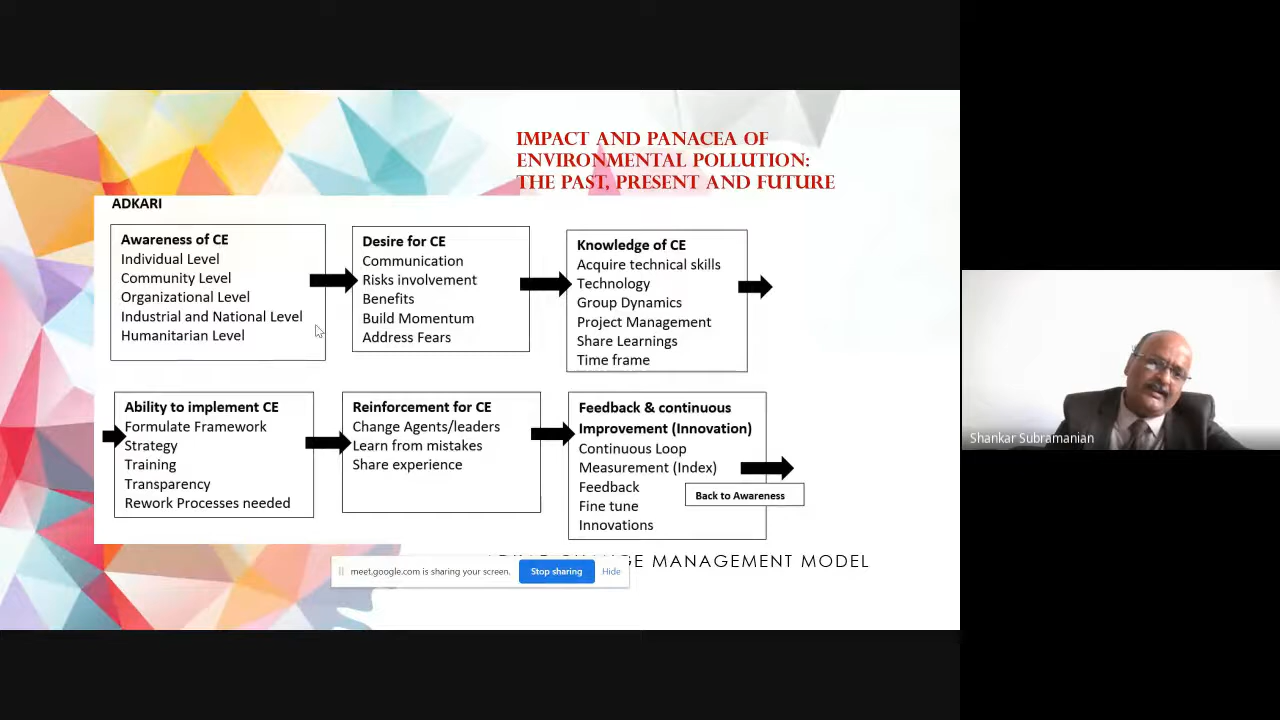 IMPACT AND PANACEA OF
ENVIRONMENTAL POLLUTION:
THE PAST, PRESENT AND FUTURE
ADKARI
Awareness of CE
Individual Level
Community Level
Organizational Level
Industrial and National Level
Humanitarian Level
Desire for CE
Communication
Risks involvement
Benefits
Build Momentum
Address Fears
Knowledge of CE
Acquire technical skills
Technology
Group Dynamics
Project Management
Share Learnings
Time frame
Ability to implement CE
Formulate Framework
Strategy
Training
Transparency
Rework Processes needed
Reinforcement for CE
Change Agents/leaders
Learn from mistakes
Share experience
Feedback & continuous
Improvement (Innovation)
Continuous Loop
Measurement (Index)
Feedback
Fine tune
Innovations
Back to Awareness
MANAGEMENT MODEL
meet.google.com is sharing your screen.
Stop sharing
Hide
Shankar Subramanian